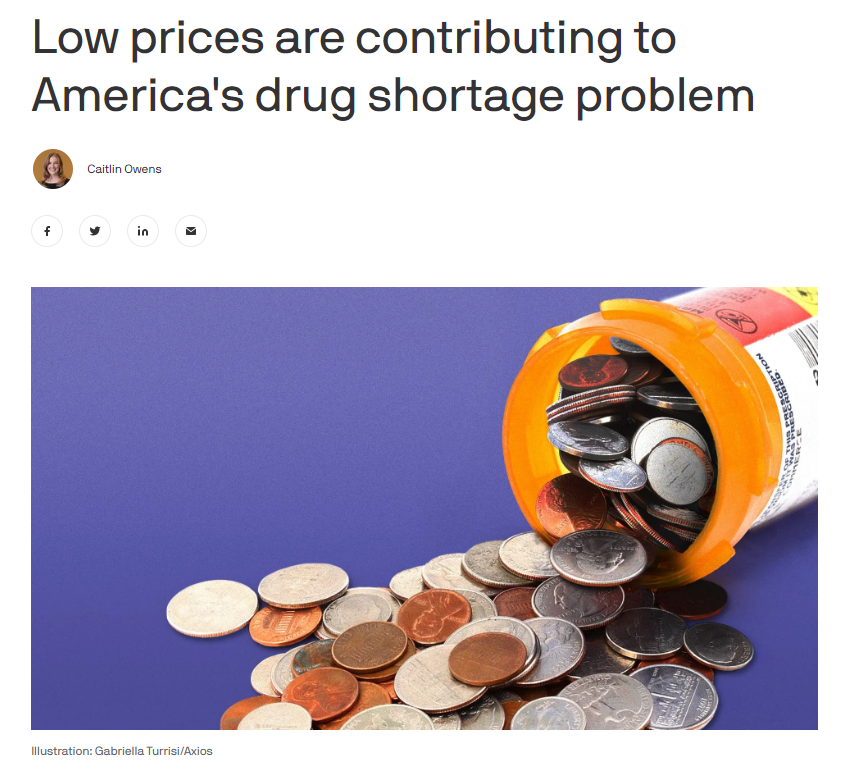 Low prices are contributing to
America's drug shortage problem
Caitlin Owens
Illustration: Gabriella Turrisi/Axios